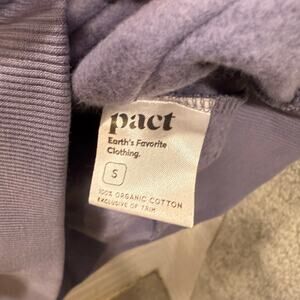 pact
Earth's Favorite
Clothing.
S
100% ORGANIC COTTON
EXCLUSIVE OF TRIM